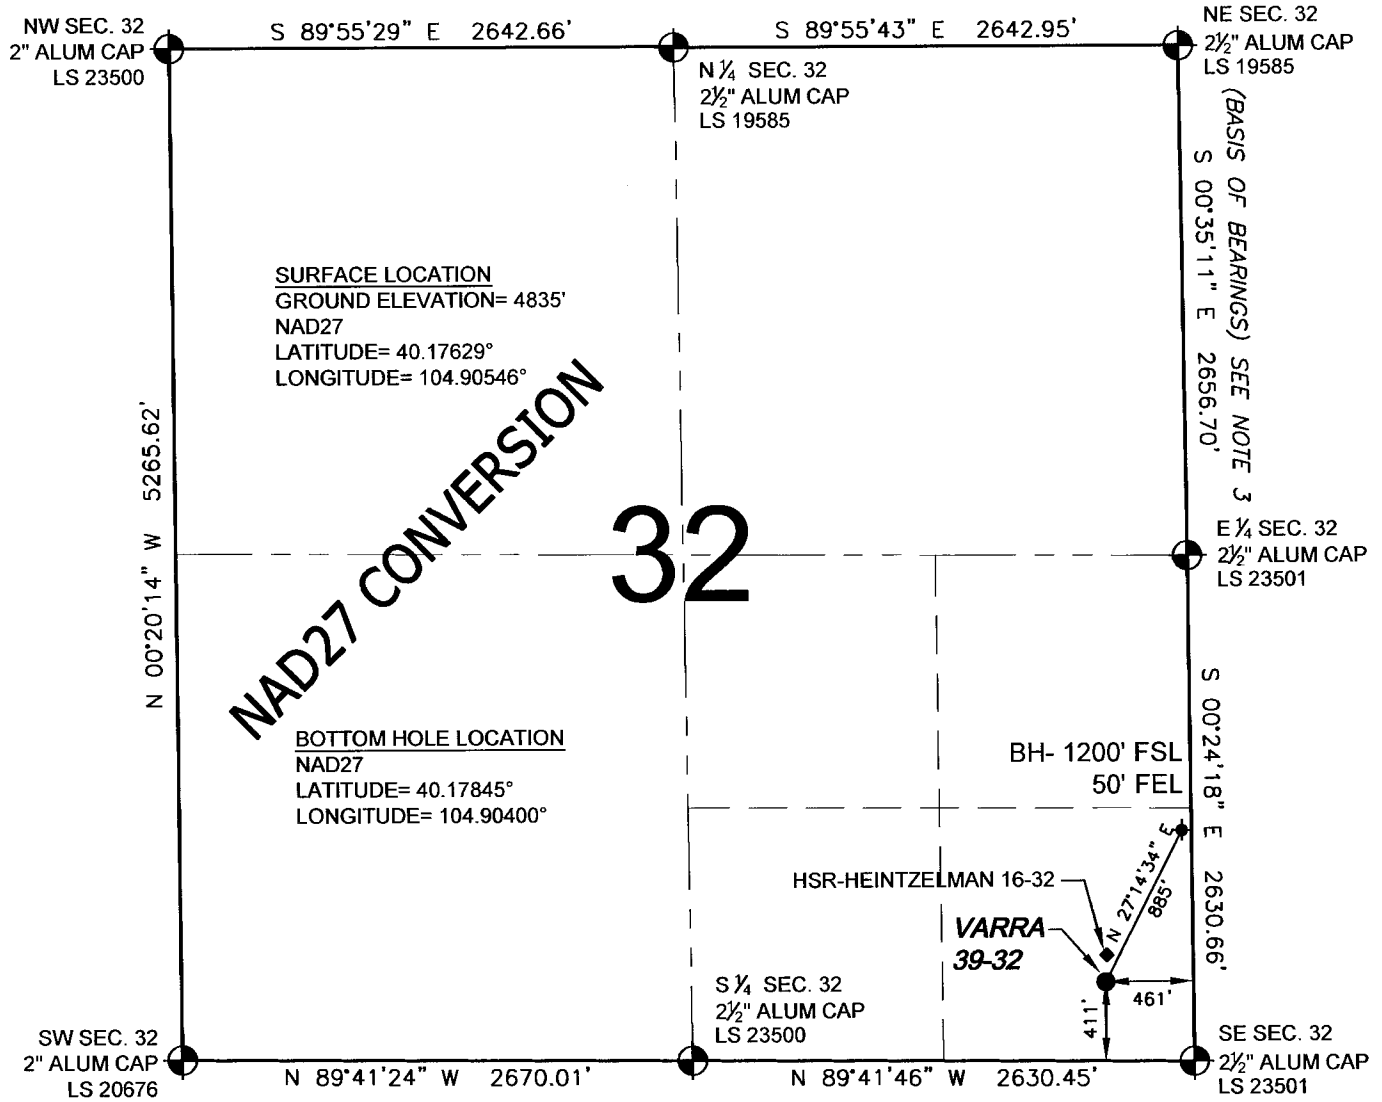 NW SEC. 32
2" ALUM CAP
LS 23500
S 89°55'29" E 2642.66'
S 89°55'43" E 2642.95'
NE SEC. 32
2½" ALUM CAP
LS 19585
N ¼ SEC. 32
2½" ALUM CAP
LS 19585
(BASIS OF BEARINGS) SEE NOTE 3
S 00°35'11" E 2656.70'
SURFACE LOCATION
GROUND ELEVATION= 4835'
NAD27
LATITUDE= 40.17629°
LONGITUDE= 104.90546°
NAD27 CONVERSION
N 00°20'14" W 5265.62'
32
E ¼ SEC. 32
2½" ALUM CAP
LS 23501
S 00°24'18" E 2630.66'
BOTTOM HOLE LOCATION
NAD27
LATITUDE= 40.17845°
LONGITUDE= 104.90400°
BH- 1200' FSL
50' FEL
HSR-HEINTZELMAN 16-32
N 27°14'34" E
885'
VARRA
39-32
461'
411'
S ¼ SEC. 32
2½" ALUM CAP
LS 23500
SW SEC. 32
2" ALUM CAP
LS 20676
N 89°41'24" W 2670.01'
N 89°41'46" W 2630.45'
SE SEC. 32
2½" ALUM CAP
LS 23501